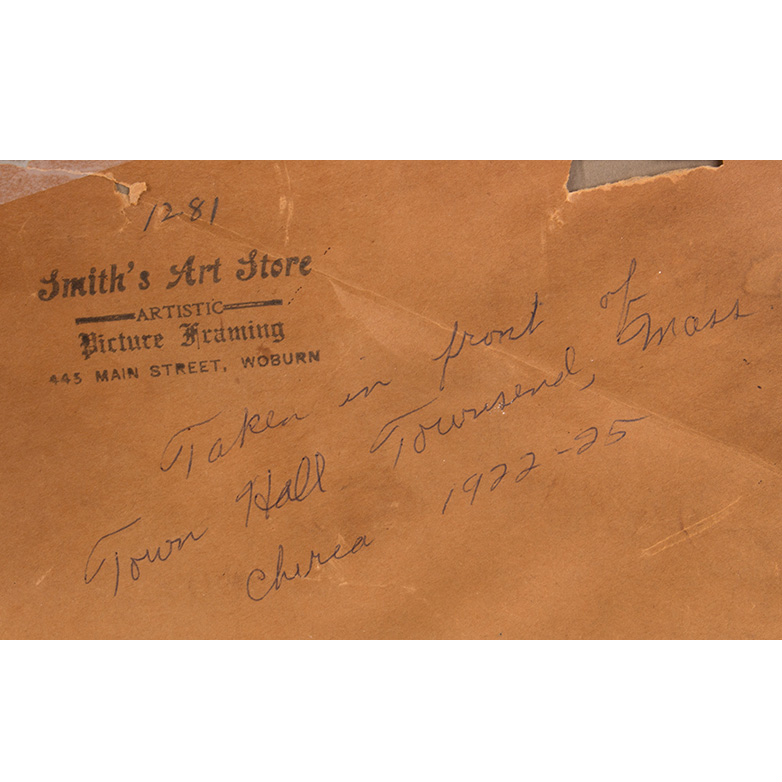 1281
Smith's Art Store
ARTISTIC
Picture Framing
445 MAIN STREET, WOBURN
Taken in front of
Town Hall Townsend, Mass.
cherca 1922-25